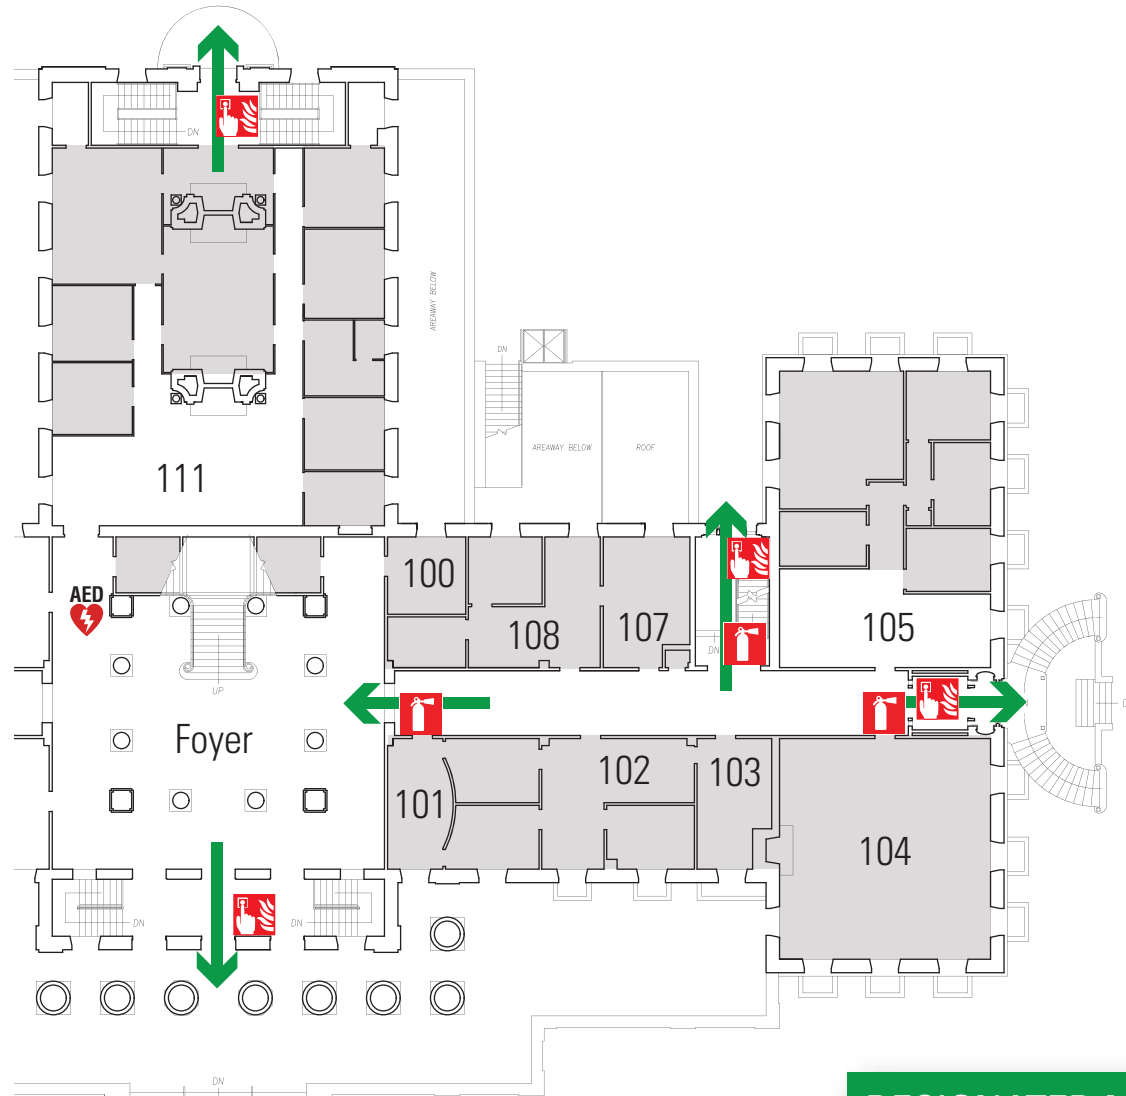 DN
AREAWAY BELOW
DN
AREAWAY BELOW
ROOF
111
100
108
107
105
AED
DN
UP
Foyer
101
102
103
104
DN
DN
DN